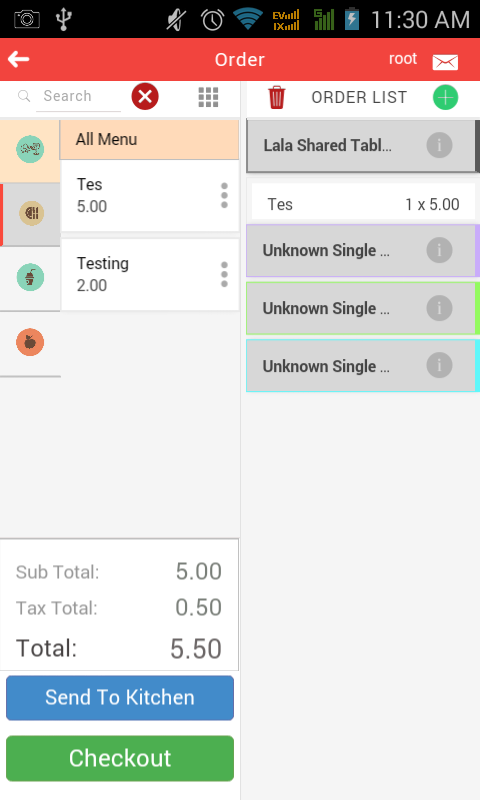 EV 11:30 AM
1X G
Order root
Search
ORDER LIST
All Menu
Tes
5.00
Testing
2.00
Lala Shared Tabl...
Tes 1 x 5.00
Unknown Single ...
Unknown Single ...
Unknown Single ...
Sub Total: 5.00
Tax Total: 0.50
Total: 5.50
Send To Kitchen
Checkout